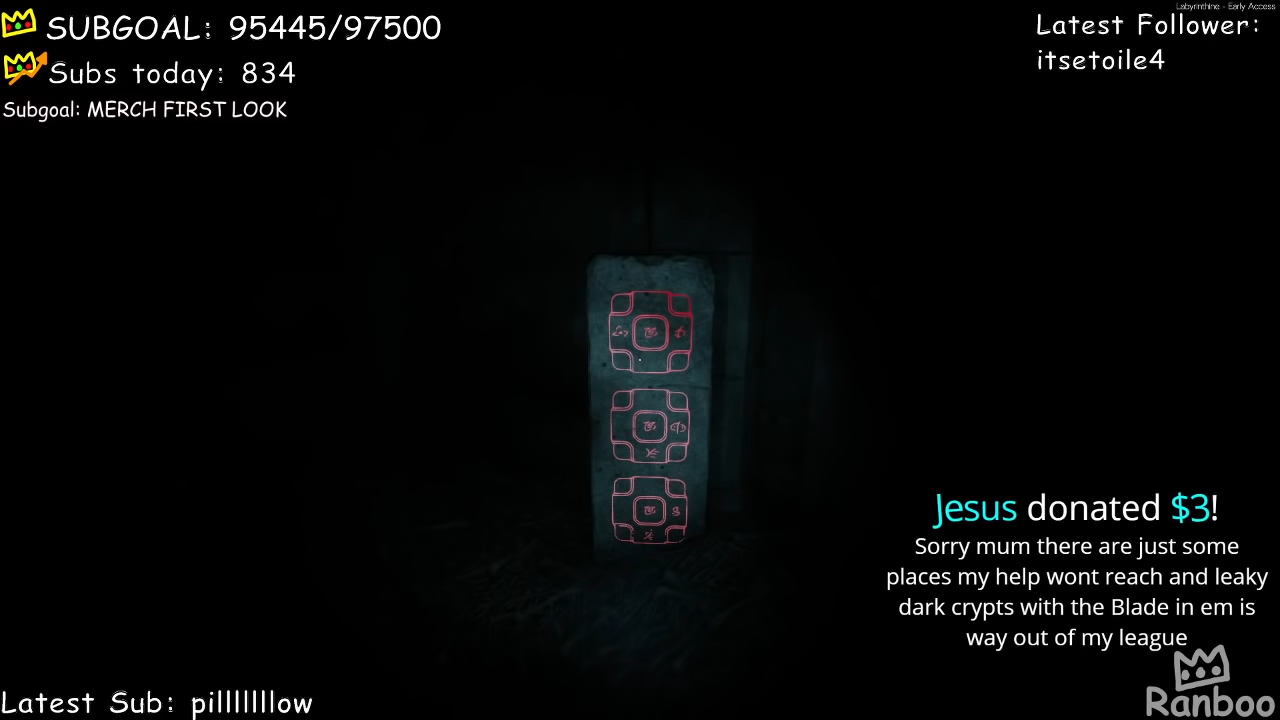 Labyrinthine - Early Access
SUBGOAL: 95445/97500
Latest Follower:
itsetoile4
Subs today: 834
Subgoal: MERCH FIRST LOOK
Jesus donated $3!
Sorry mum there are just some
places my help wont reach and leaky
dark crypts with the Blade in em is
way out of my league
Latest Sub: pilllllllow
Ranboo